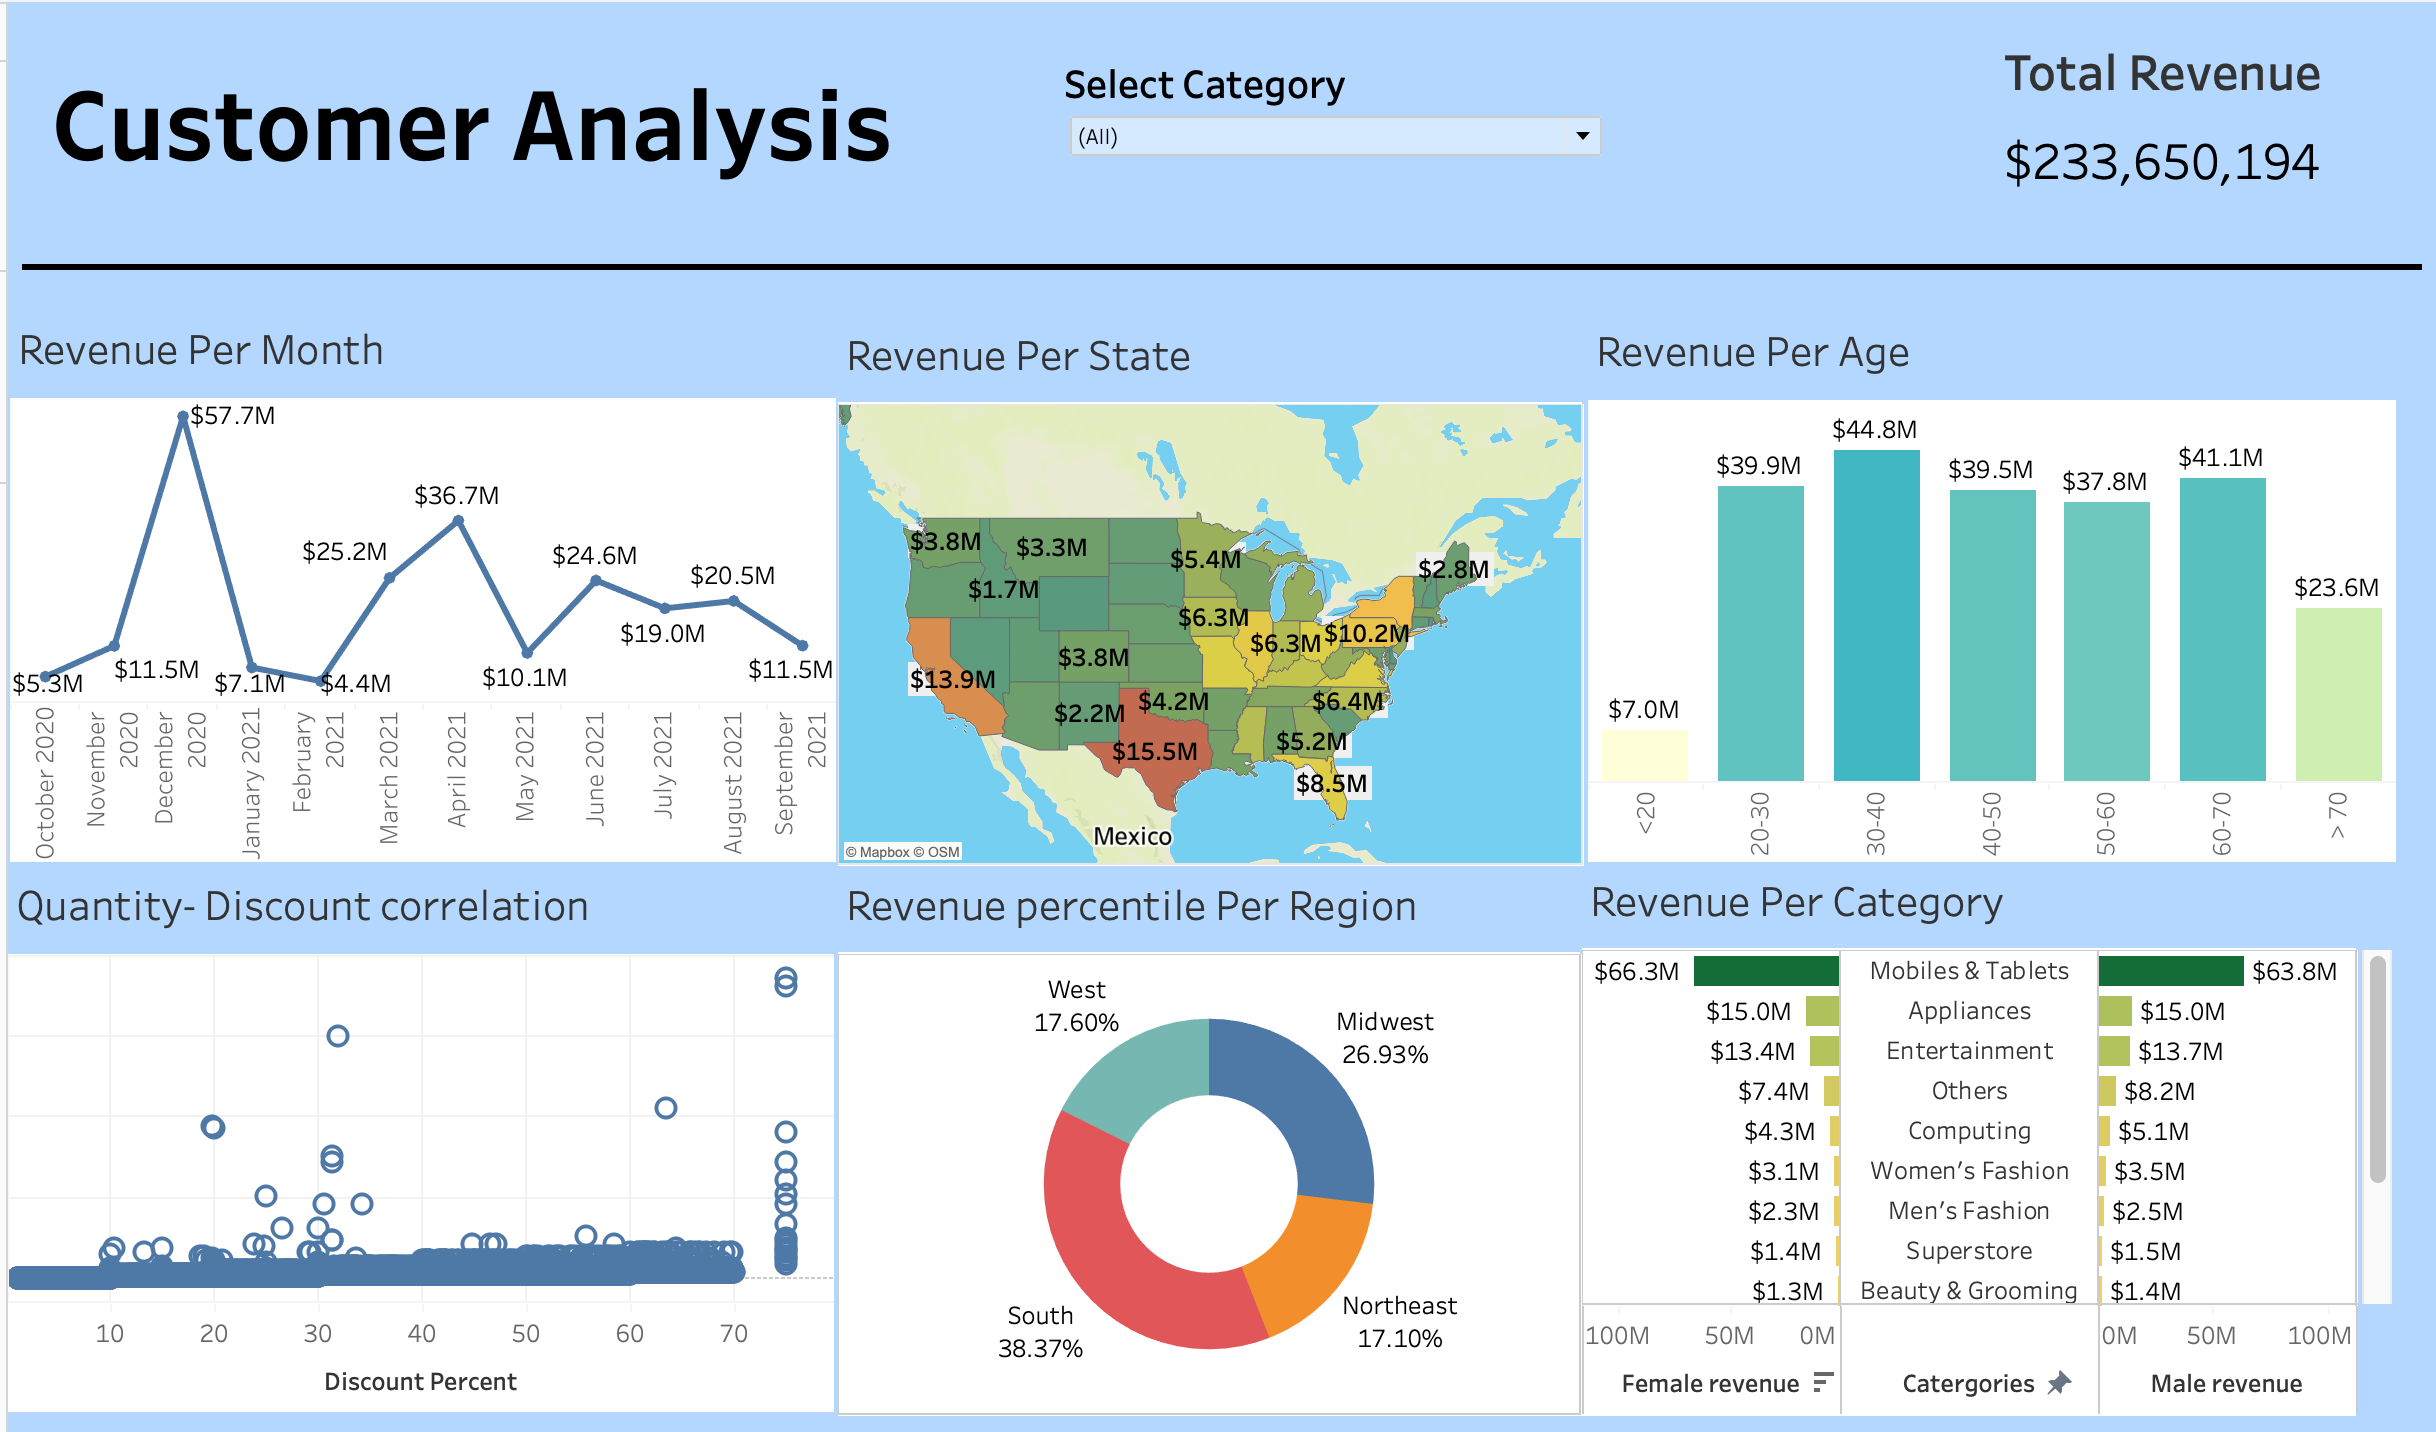 Customer Analysis
Select Category
(All)
Total Revenue
$233,650,194
Revenue Per Month
$57.7M
$36.7M
$25.2M
$24.6M
$20.5M
$19.0M
$5.3M
$11.5M
$7.1M
$4.4M
$10.1M
$11.5M
October 2020
November
2020
December
2020
January 2021
February
2021
March 2021
April 2021
May 2021
June 2021
July 2021
August 2021
September
2021
Revenue Per State
$3.8M
$3.3M
$5.4M
$2.8M
$1.7M
$6.3M
$6.3M
$10.2M
$3.8M
$13.9M
$4.2M
$6.4M
$2.2M
$5.2M
$15.5M
$8.5M
Mexico
© Mapbox © OSM
Revenue Per Age
$7.0M
$39.9M
$44.8M
$39.5M
$37.8M
$41.1M
$23.6M
<20
20-30
30-40
40-50
50-60
60-70
> 70
Quantity- Discount correlation
10
20
30
40
50
60
70
Discount Percent
Revenue percentile Per Region
West
17.60%
Midwest
26.93%
South
38.37%
Northeast
17.10%
Revenue Per Category
$66.3M Mobiles & Tablets $63.8M
$15.0M Appliances $15.0M
$13.4M Entertainment $13.7M
$7.4M Others $8.2M
$4.3M Computing $5.1M
$3.1M Women's Fashion $3.5M
$2.3M Men's Fashion $2.5M
$1.4M Superstore $1.5M
$1.3M Beauty & Grooming $1.4M
100M 50M 0M 0M 50M 100M
Female revenue Catergories Male revenue